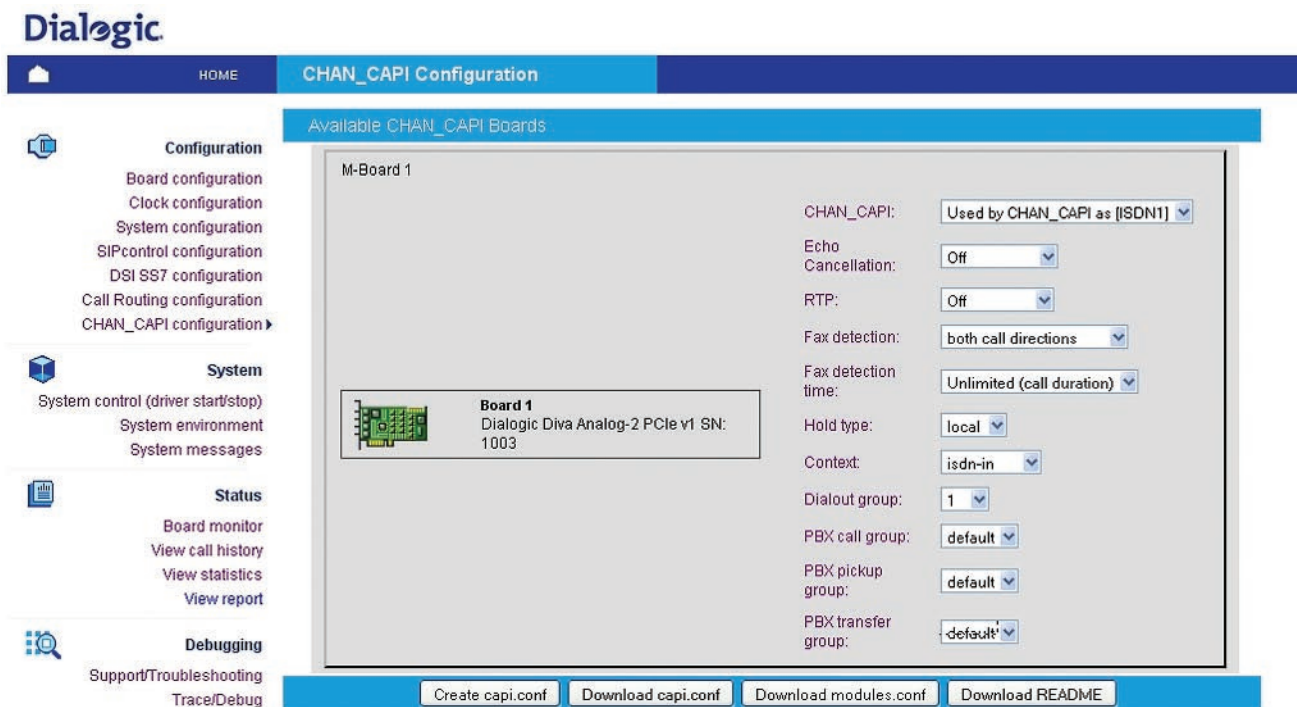 Dialogic
HOME
CHAN_CAPI Configuration
Configuration
Board configuration
Clock configuration
System configuration
SIPcontrol configuration
DSI SS7 configuration
Call Routing configuration
CHAN_CAPI configuration
System
System control (driver start/stop)
System environment
System messages
Status
Board monitor
View call history
View statistics
View report
Debugging
Support/Troubleshooting
Trace/Debug
Available CHAN_CAPI Boards
M-Board 1
Board 1
Dialogic Diva Analog-2 PCIe v1 SN:
1003
CHAN_CAPI: Used by CHAN_CAPI as [ISDN1]
Echo
Cancellation: Off
RTP: Off
Fax detection: both call directions
Fax detection
time: Unlimited (call duration)
Hold type: local
Context: isdn-in
Dialout group: 1
PBX call group: default
PBX pickup
group: default
PBX transfer
group: default
Create capi.conf Download capi.conf Download modules.conf Download README